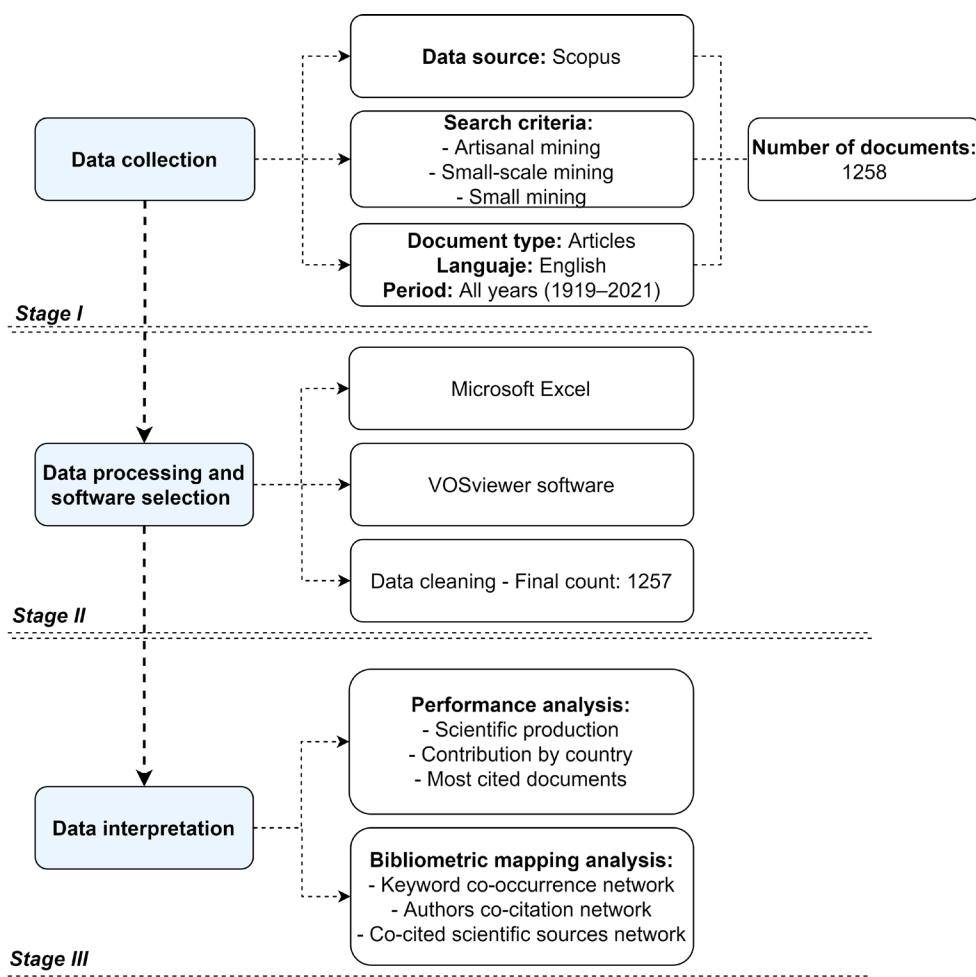 Data collection
Data source: Scopus
Search criteria:
- Artisanal mining
- Small-scale mining
- Small mining
Document type: Articles
Languaje: English
Period: All years (1919–2021)
Number of documents:
1258
Stage I
Data processing and
software selection
Microsoft Excel
VOSviewer software
Data cleaning - Final count: 1257
Stage II
Data interpretation
Performance analysis:
- Scientific production
- Contribution by country
- Most cited documents
Bibliometric mapping analysis:
- Keyword co-occurrence network
- Authors co-citation network
- Co-cited scientific sources network
Stage III